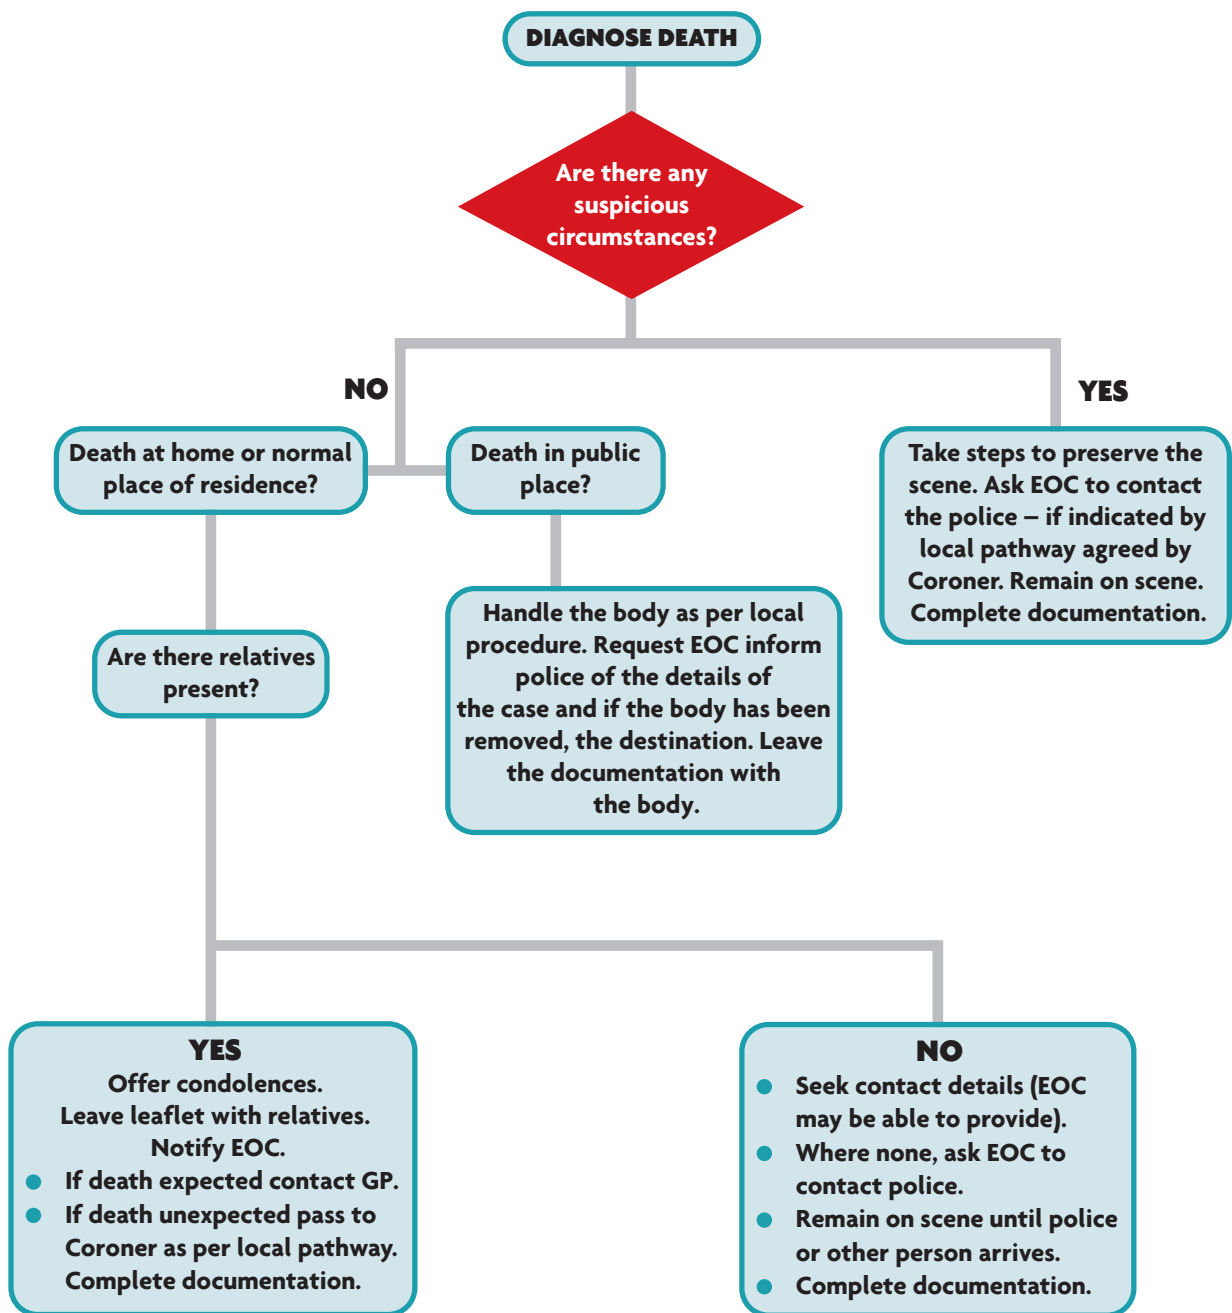 DIAGNOSE DEATH
Are there any
suspicious
circumstances?
NO
YES
Death at home or normal
place of residence?
Death in public
place?
Take steps to preserve the
scene. Ask EOC to contact
the police – if indicated by
local pathway agreed by
Coroner. Remain on scene.
Complete documentation.
Handle the body as per local
procedure. Request EOC inform
police of the details of
the case and if the body has been
removed, the destination. Leave
the documentation with
the body.
Are there relatives
present?
YES
Offer condolences.
Leave leaflet with relatives.
Notify EOC.
● If death expected contact GP.
● If death unexpected pass to
Coroner as per local pathway.
Complete documentation.
NO
● Seek contact details (EOC
may be able to provide).
● Where none, ask EOC to
contact police.
● Remain on scene until police
or other person arrives.
● Complete documentation.